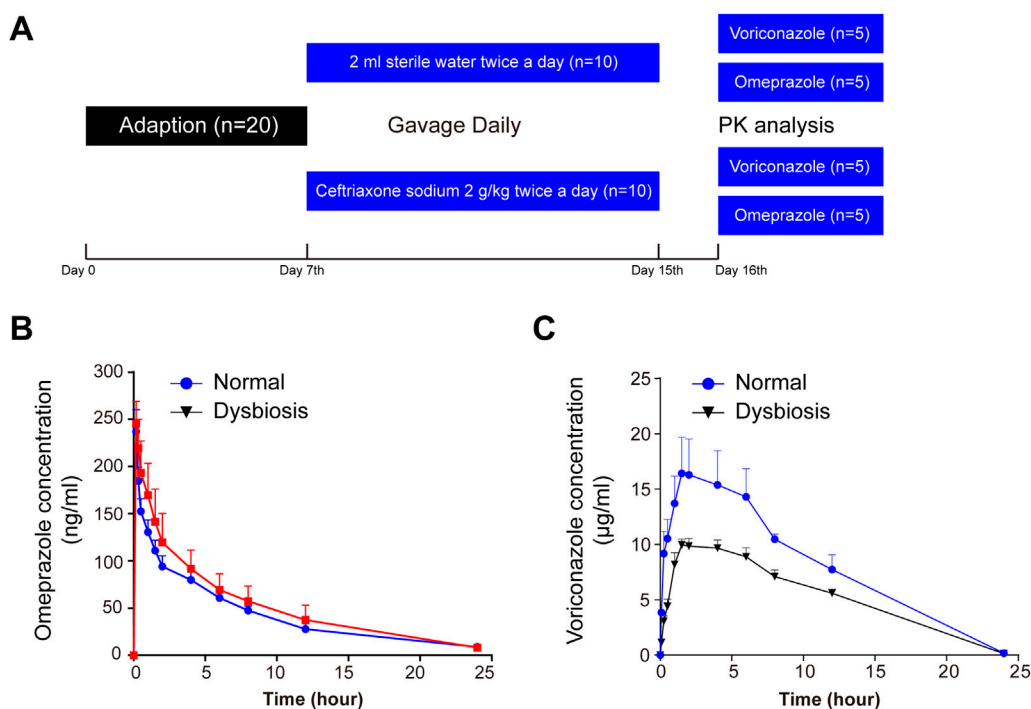 A
Voriconazole (n=5)
2 ml sterile water twice a day (n=10)
Omeprazole (n=5)
Adaption (n=20)
Gavage Daily
PK analysis
Voriconazole (n=5)
Ceftriaxone sodium 2 g/kg twice a day (n=10)
Omeprazole (n=5)
Day 0
Day 7th
Day 15th
Day 16th
B
Omeprazole concentration
(ng/ml)
300
250
200
150
100
50
0
Normal
Dysbiosis
0 5 10 15 20 25
Time (hour)
C
Voriconazole concentration
(µg/ml)
25
20
15
10
5
0
Normal
Dysbiosis
0 5 10 15 20 25
Time (hour)